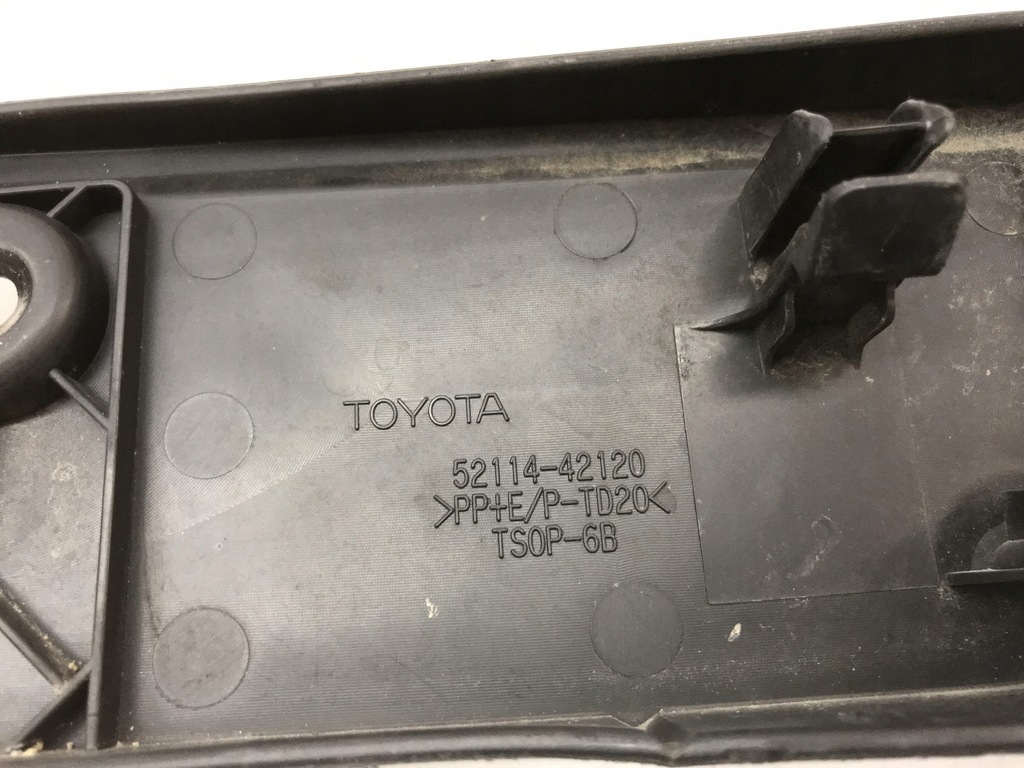 TOYOTA
52114-42120
>PP+E/P-TD20<
TSOP-6B